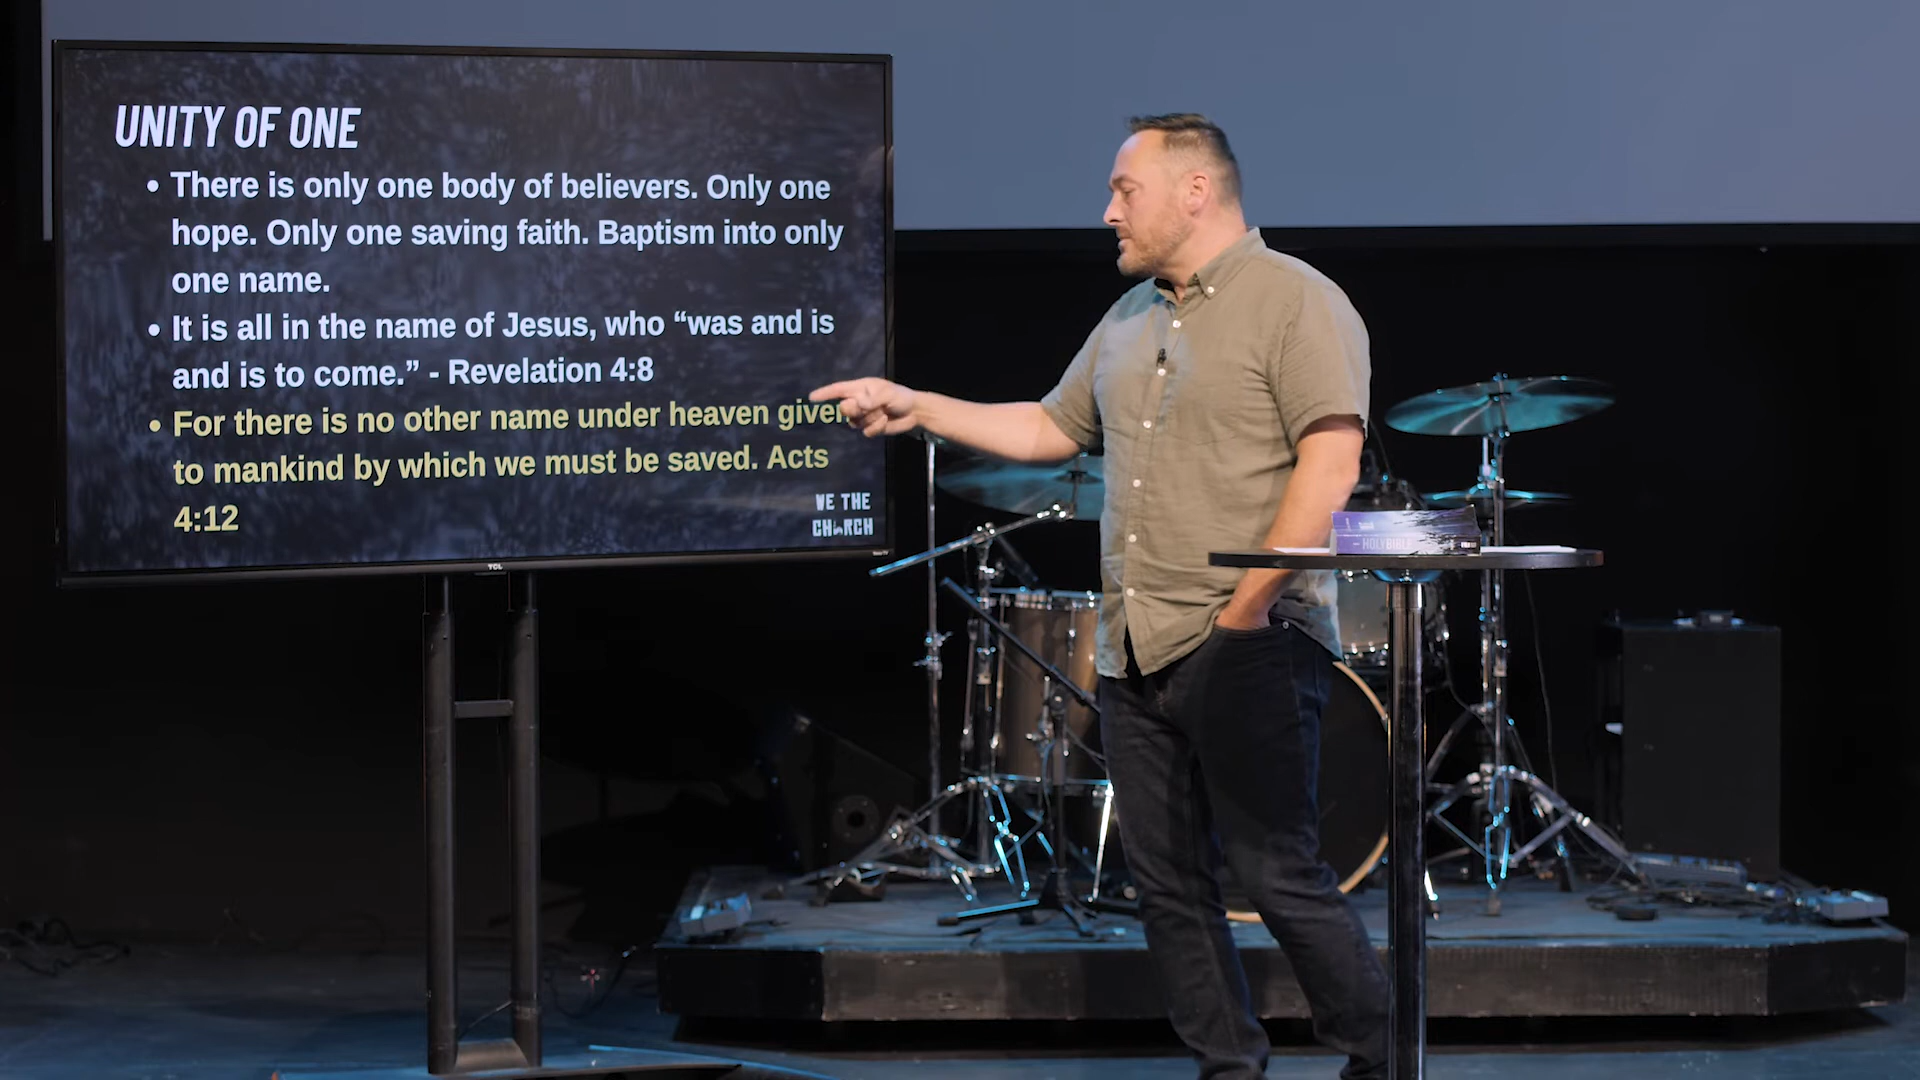 UNITY OF ONE
• There is only one body of believers. Only one
hope. Only one saving faith. Baptism into only
one name.
• It is all in the name of Jesus, who “was and is
and is to come.” - Revelation 4:8
• For there is no other name under heaven given
to mankind by which we must be saved. Acts
4:12
WE THE
CHURCH
TCL
HOLY BIBLE